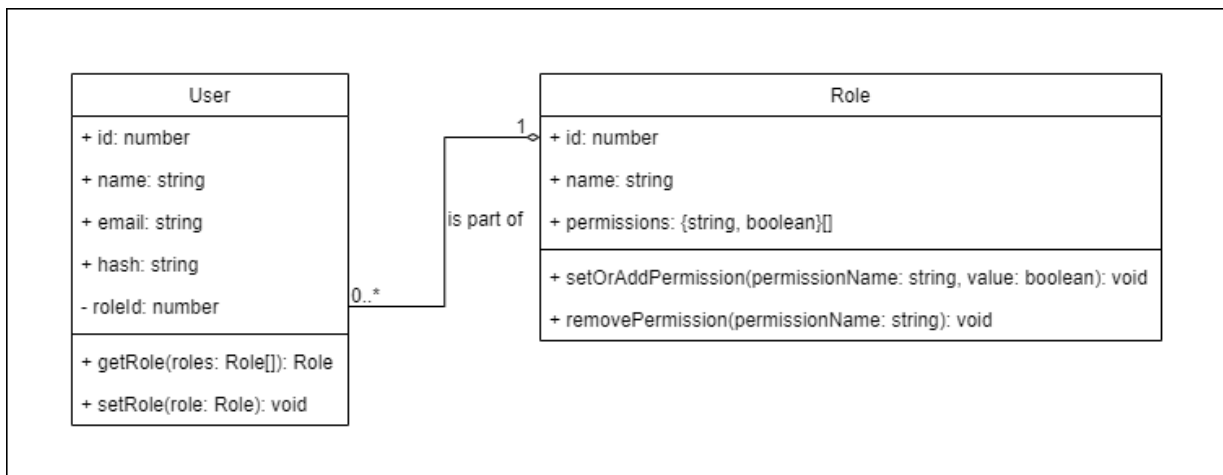 User
+ id: number
+ name: string
+ email: string
+ hash: string
- roleId: number
+ getRole(roles: Role[]): Role
+ setRole(role: Role): void
0..*
is part of
1
Role
+ id: number
+ name: string
+ permissions: {string, boolean}[]
+ setOrAddPermission(permissionName: string, value: boolean): void
+ removePermission(permissionName: string): void